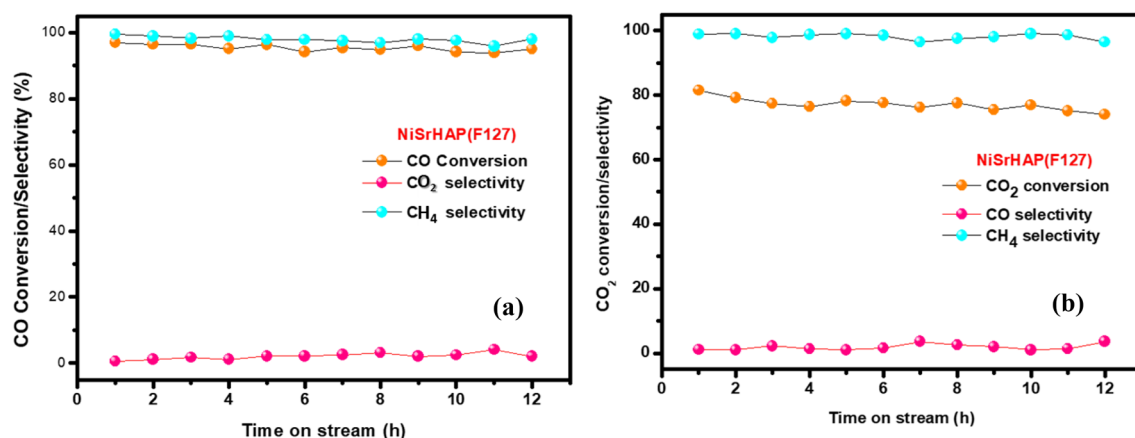 100
80
60
40
20
0
CO Conversion/Selectivity (%)
NiSrHAP(F127)
CO Conversion
CO₂ selectivity
CH₄ selectivity
(a)
0 2 4 6 8 10 12
Time on stream (h)
100
80
60
40
20
0
CO₂ conversion/selectivity
NiSrHAP(F127)
CO₂ conversion
CO selectivity
CH₄ selectivity
(b)
0 2 4 6 8 10 12
Time on stream (h)